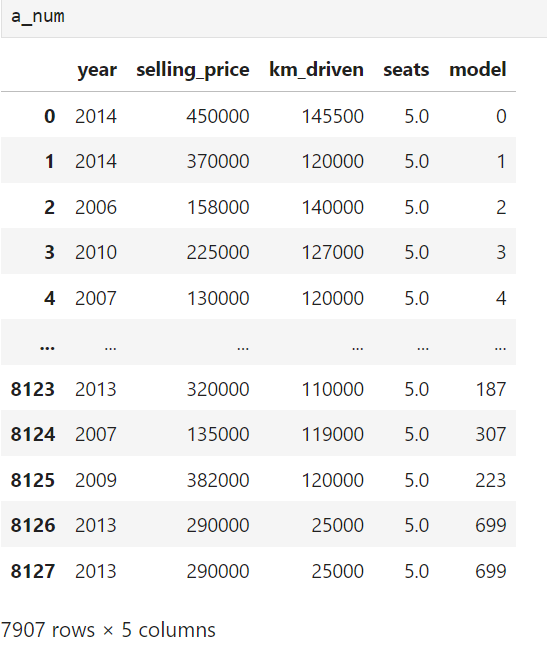 a_num
year selling_price km_driven seats model
0 2014 450000 145500 5.0 0
1 2014 370000 120000 5.0 1
2 2006 158000 140000 5.0 2
3 2010 225000 127000 5.0 3
4 2007 130000 120000 5.0 4
... ... ... ... ... ...
8123 2013 320000 110000 5.0 187
8124 2007 135000 119000 5.0 307
8125 2009 382000 120000 5.0 223
8126 2013 290000 25000 5.0 699
8127 2013 290000 25000 5.0 699
7907 rows × 5 columns